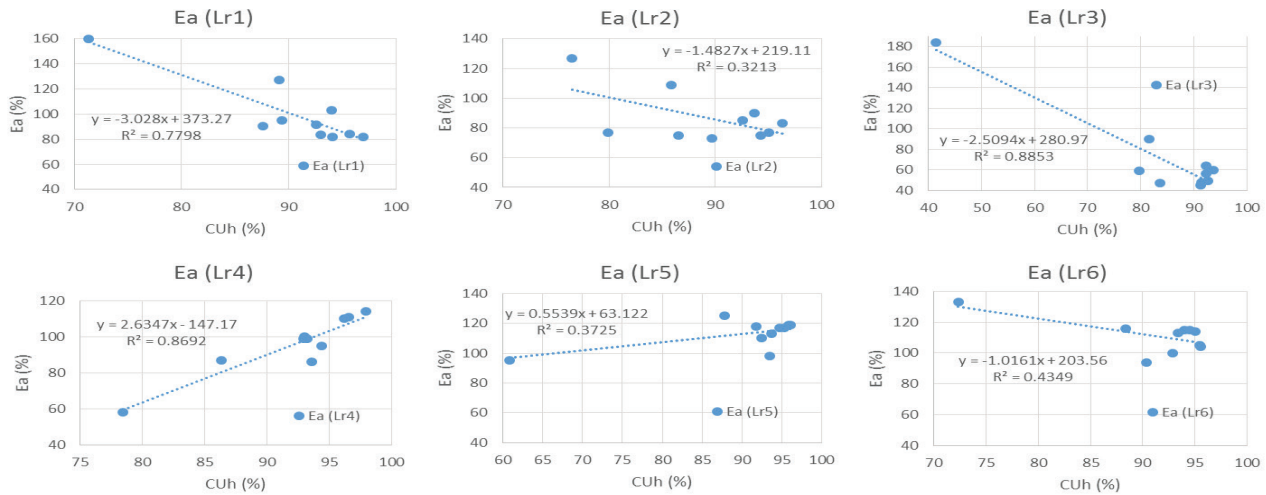 Ea (Lr1)
160
140
120
100
80
60
40
70
80
90
100
Ea (%)
CUh (%)
y = -3.028x + 373.27
R² = 0.7798
Ea (Lr1)
Ea (Lr2)
140
120
100
80
60
40
70
80
90
100
Ea (%)
CUh (%)
y = -1.4827x + 219.11
R² = 0.3213
Ea (Lr2)
Ea (Lr3)
180
160
140
120
100
80
60
40
40
50
60
70
80
90
100
Ea (%)
CUh (%)
Ea (Lr3)
y = -2.5094x + 280.97
R² = 0.8853
Ea (Lr4)
120
100
80
60
40
75
80
85
90
95
100
Ea (%)
CUh (%)
y = 2.6347x - 147.17
R² = 0.8692
Ea (Lr4)
Ea (Lr5)
140
120
100
80
60
40
60
65
70
75
80
85
90
95
100
Ea (%)
CUh (%)
y = 0.5539x + 63.122
R² = 0.3725
Ea (Lr5)
Ea (Lr6)
140
120
100
80
60
40
70
75
80
85
90
95
100
Ea (%)
CUh (%)
y = -1.0161x + 203.56
R² = 0.4349
Ea (Lr6)